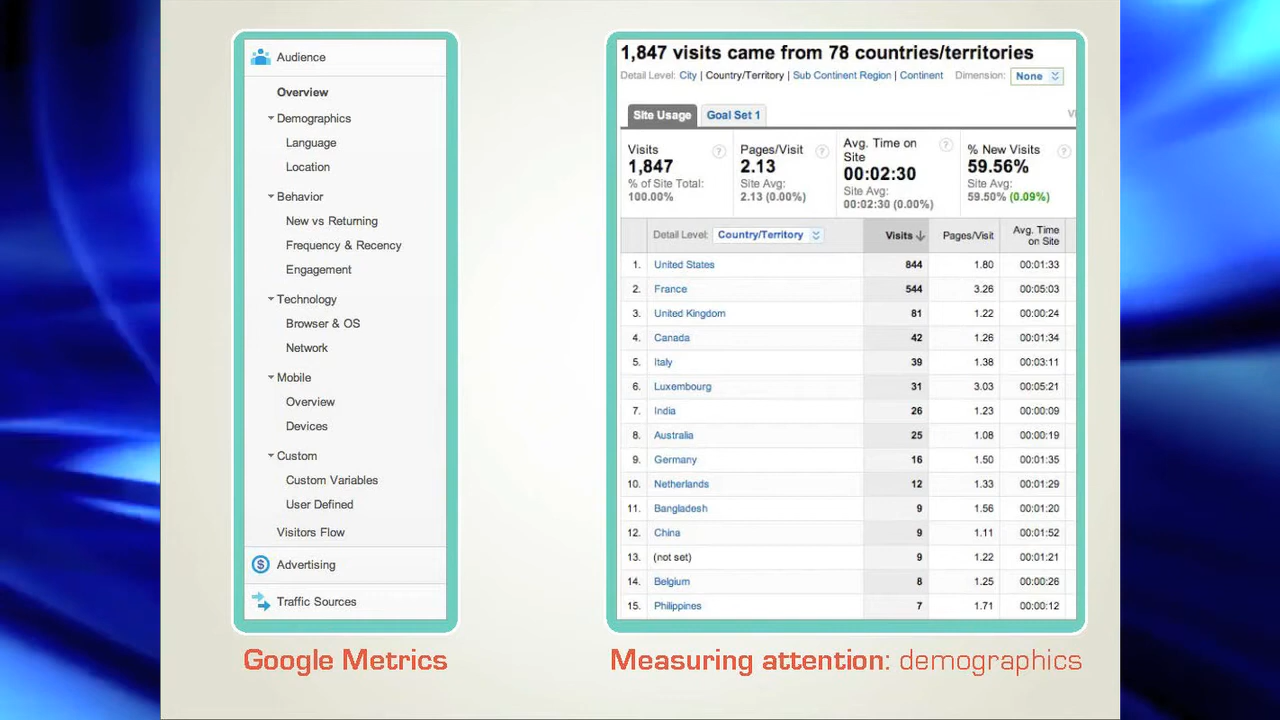 Audience
Overview
Demographics
Language
Location
Behavior
New vs Returning
Frequency & Recency
Engagement
Technology
Browser & OS
Network
Mobile
Overview
Devices
Custom
Custom Variables
User Defined
Visitors Flow
$ Advertising
Traffic Sources
Google Metrics
1,847 visits came from 78 countries/territories
Detail Level: City | Country/Territory | Sub Continent Region | Continent Dimension: None
Site Usage Goal Set 1
Visits ? Pages/Visit ? Avg. Time on Site ? % New Visits ?
1,847 2.13 00:02:30 59.56%
% of Site Total: Site Avg: Site Avg: Site Avg:
100.00% 2.13 (0.00%) 00:02:30 (0.00%) 59.50% (0.09%)
Detail Level: Country/Territory Visits Pages/Visit Avg. Time on Site
1. United States 844 1.80 00:01:33
2. France 544 3.26 00:05:03
3. United Kingdom 81 1.22 00:00:24
4. Canada 42 1.26 00:01:34
5. Italy 39 1.38 00:03:11
6. Luxembourg 31 3.03 00:05:21
7. India 26 1.23 00:00:09
8. Australia 25 1.08 00:00:19
9. Germany 16 1.50 00:01:35
10. Netherlands 12 1.33 00:01:29
11. Bangladesh 9 1.56 00:01:20
12. China 9 1.11 00:01:52
13. (not set) 9 1.22 00:01:21
14. Belgium 8 1.25 00:00:26
15. Philippines 7 1.71 00:00:12
Measuring attention: demographics